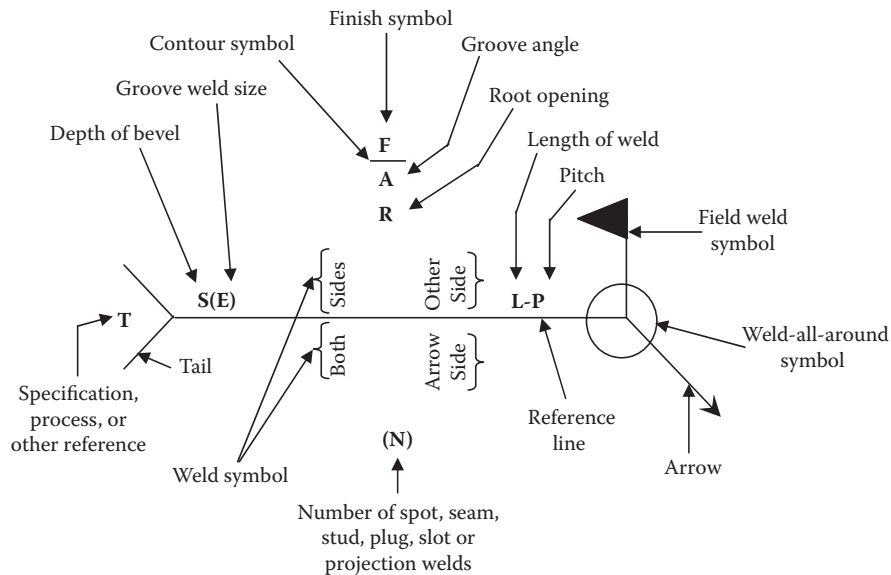 Finish symbol
Contour symbol
Groove angle
Groove weld size
Root opening
Depth of bevel
Length of weld
Pitch
F
A
R
Field weld
symbol
S(E)
Sides
Other
Side
L-P
T
Both
Arrow
Side
Weld-all-around
symbol
Tail
Specification,
process, or
other reference
Reference
line
Weld symbol
(N)
Arrow
Number of spot, seam,
stud, plug, slot or
projection welds